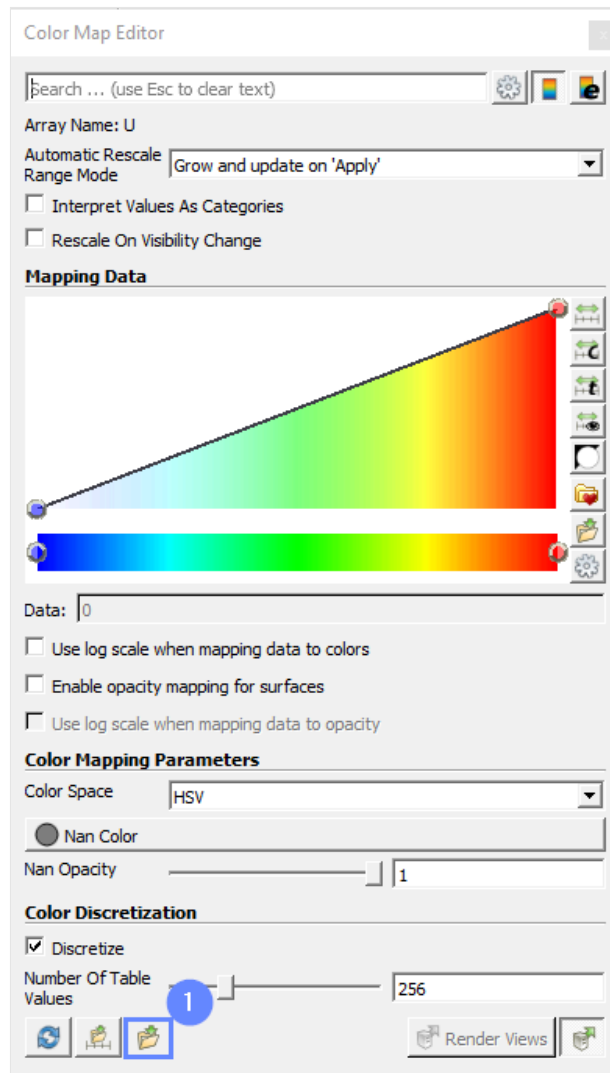 Color Map Editor
x
Search ... (use Esc to clear text)
e
Array Name: U
Automatic Rescale
Range Mode
Grow and update on 'Apply'
Interpret Values As Categories
Rescale On Visibility Change
Mapping Data
C
t
Data: 0
Use log scale when mapping data to colors
Enable opacity mapping for surfaces
Use log scale when mapping data to opacity
Color Mapping Parameters
Color Space HSV
Nan Color
Nan Opacity 1
Color Discretization
Discretize
Number Of Table
Values
256
1
Render Views